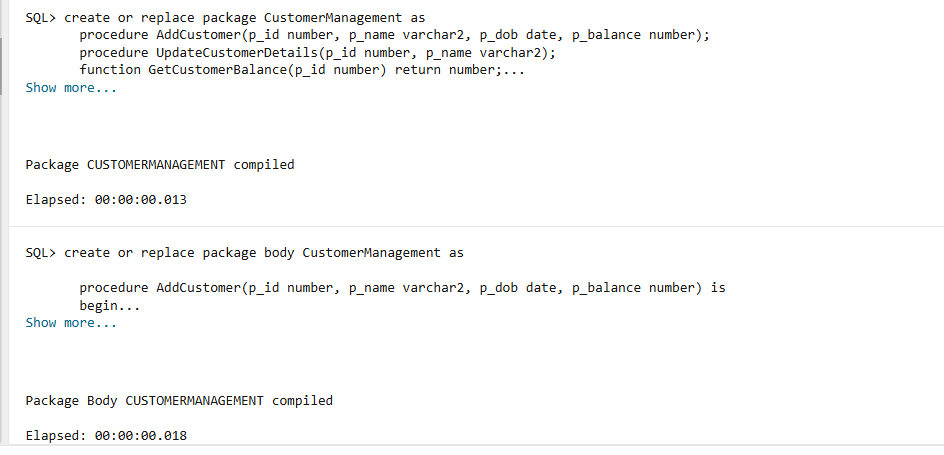 SQL> create or replace package CustomerManagement as
procedure AddCustomer(p_id number, p_name varchar2, p_dob date, p_balance number);
procedure UpdateCustomerDetails(p_id number, p_name varchar2);
function GetCustomerBalance(p_id number) return number;...
Show more...
Package CUSTOMERMANAGEMENT compiled
Elapsed: 00:00:00.013
SQL> create or replace package body CustomerManagement as
procedure AddCustomer(p_id number, p_name varchar2, p_dob date, p_balance number) is
begin...
Show more...
Package Body CUSTOMERMANAGEMENT compiled
Elapsed: 00:00:00.018